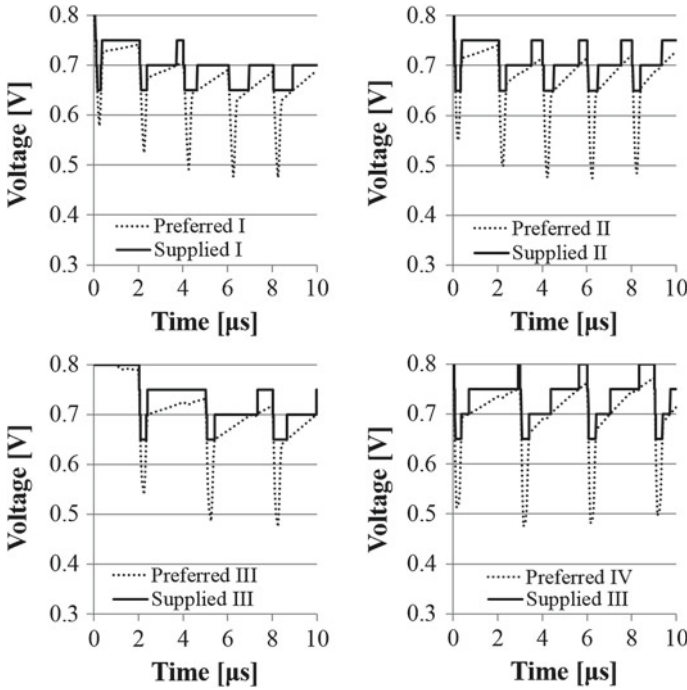 0.8
0.7
0.6
0.5
0.4
0.3
Voltage [V]
Preferred I
Supplied I
0 2 4 6 8 10
Time [µs]
0.8
0.7
0.6
0.5
0.4
0.3
Voltage [V]
Preferred II
Supplied II
0 2 4 6 8 10
Time [µs]
0.8
0.7
0.6
0.5
0.4
0.3
Voltage [V]
Preferred III
Supplied III
0 2 4 6 8 10
Time [µs]
0.8
0.7
0.6
0.5
0.4
0.3
Voltage [V]
Preferred IV
Supplied III
0 2 4 6 8 10
Time [µs]